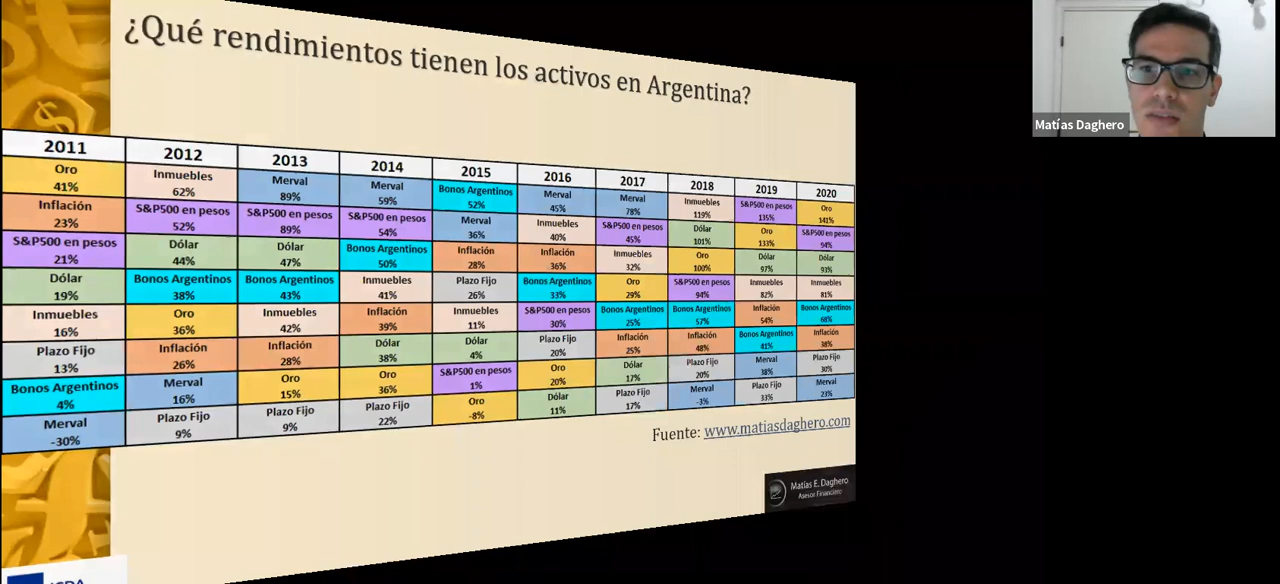 ¿Qué rendimientos tienen los activos en Argentina?
Matías Daghero
2011 2012 2013 2014 2015 2016 2017 2018 2019 2020
Oro Inmuebles Merval Merval Bonos Argentinos Merval Merval Inmuebles S&P500 en pesos Oro
41% 62% 89% 59% 52% 45% 78% 119% 135% 141%
Inflación S&P500 en pesos S&P500 en pesos S&P500 en pesos Merval Inmuebles S&P500 en pesos Dólar Oro S&P500 en pesos
23% 52% 89% 54% 36% 40% 45% 101% 133% 94%
S&P500 en pesos Dólar Dólar Bonos Argentinos Inflación Inflación Inmuebles Oro Dólar Dólar
21% 44% 47% 50% 28% 36% 32% 100% 97% 93%
Dólar Bonos Argentinos Bonos Argentinos Inmuebles Plazo Fijo Bonos Argentinos Oro S&P500 en pesos Inmuebles Inmuebles
19% 38% 43% 41% 26% 33% 29% 94% 82% 81%
Inmuebles Oro Inmuebles Inflación Inmuebles S&P500 en pesos Bonos Argentinos Bonos Argentinos Inflación Bonos Argentinos
16% 36% 42% 39% 11% 30% 25% 57% 54% 68%
Plazo Fijo Inflación Inflación Dólar Dólar Plazo Fijo Inflación Inflación Bonos Argentinos Inflación
13% 26% 28% 38% 4% 20% 25% 48% 41% 38%
Bonos Argentinos Merval Oro Oro S&P500 en pesos Oro Dólar Plazo Fijo Merval Plazo Fijo
4% 16% 15% 36% 1% 20% 17% 20% 38% 30%
Merval Plazo Fijo Plazo Fijo Plazo Fijo Oro Dólar Plazo Fijo Merval Plazo Fijo Merval
-30% 9% 9% 22% -8% 11% 17% -3% 33% 23%
Fuente: www.matiasdaghero.com
Matías E. Daghero
Asesor Financiero